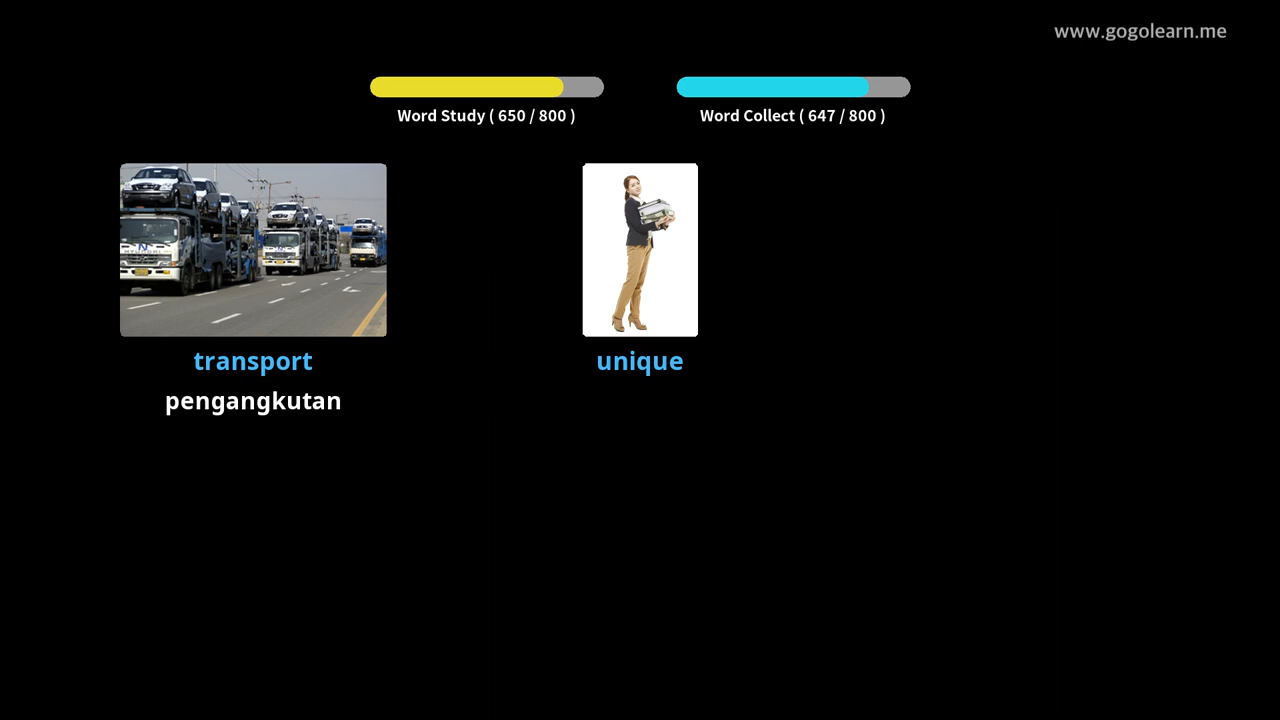 www.gogolearn.me
Word Study ( 650 / 800 )
Word Collect ( 647 / 800 )
transport
pengangkutan
unique